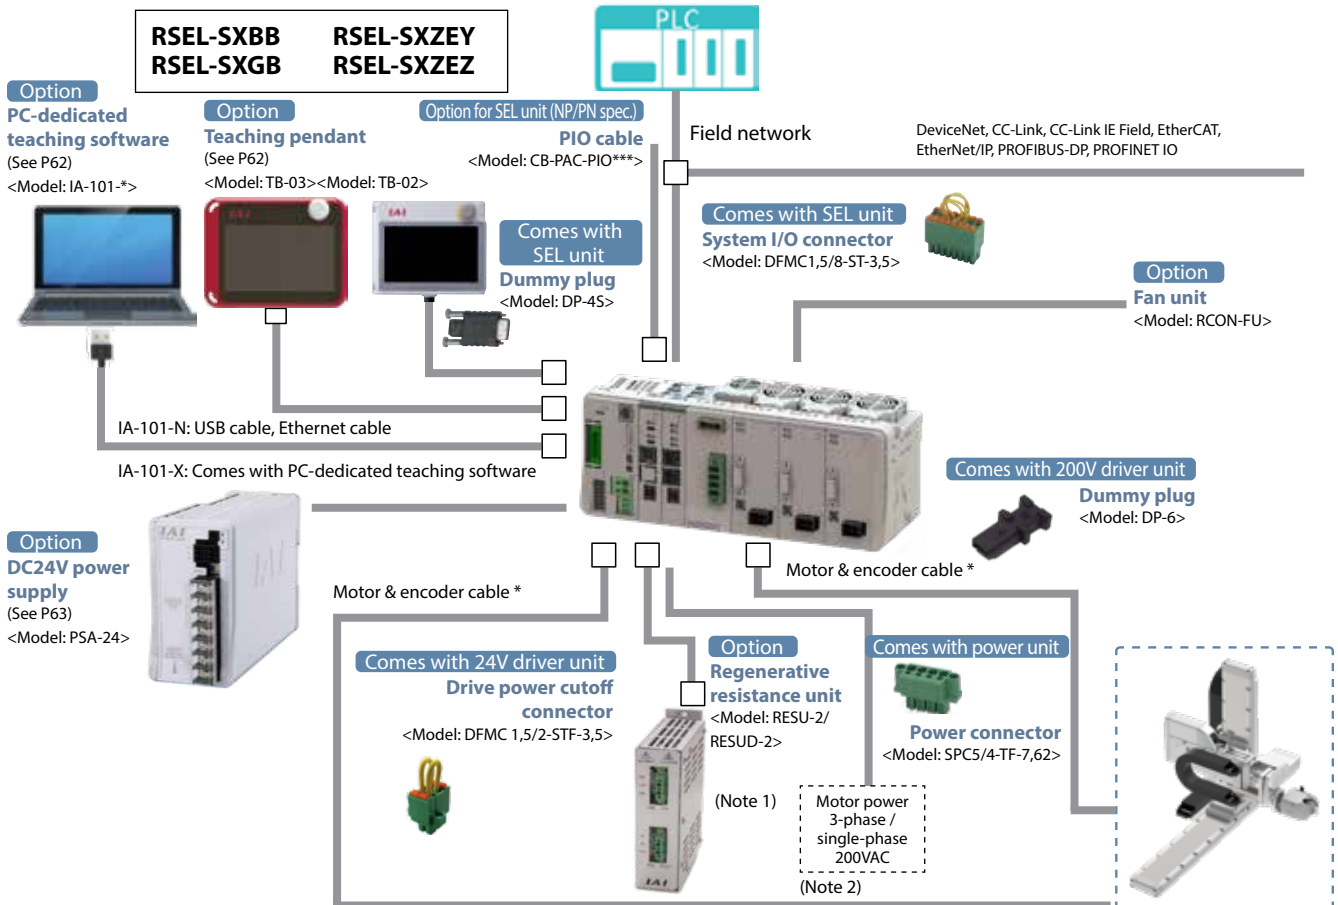 PLC
RSEL-SXBB RSEL-SXZEY
RSEL-SXGB RSEL-SXZEZ
Option
PC-dedicated
teaching software
(See P62)
<Model: IA-101-*>
Option
Teaching pendant
(See P62)
<Model: TB-03><Model: TB-02>
Option for SEL unit (NP/PN spec.)
PIO cable
<Model: CB-PAC-PIO***>
Field network
DeviceNet, CC-Link, CC-Link IE Field, EtherCAT,
EtherNet/IP, PROFIBUS-DP, PROFINET IO
IAI
Comes with
SEL unit
Dummy plug
<Model: DP-4S>
Comes with SEL unit
System I/O connector
<Model: DFMC1,5/8-ST-3,5>
Option
Fan unit
<Model: RCON-FU>
IA-101-N: USB cable, Ethernet cable
IA-101-X: Comes with PC-dedicated teaching software
Comes with 200V driver unit
Dummy plug
<Model: DP-6>
IAI
Option
DC24V power
supply
(See P63)
<Model: PSA-24>
Motor & encoder cable *
Motor & encoder cable *
Comes with 24V driver unit
Drive power cutoff
connector
<Model: DFMC 1,5/2-STF-3,5>
Option
Regenerative
resistance unit
<Model: RESU-2/
RESUD-2>
(Note 1)
IAI
Comes with power unit
Power connector
<Model: SPC5/4-TF-7,62>
Motor power
3-phase /
single-phase
200VAC
(Note 2)